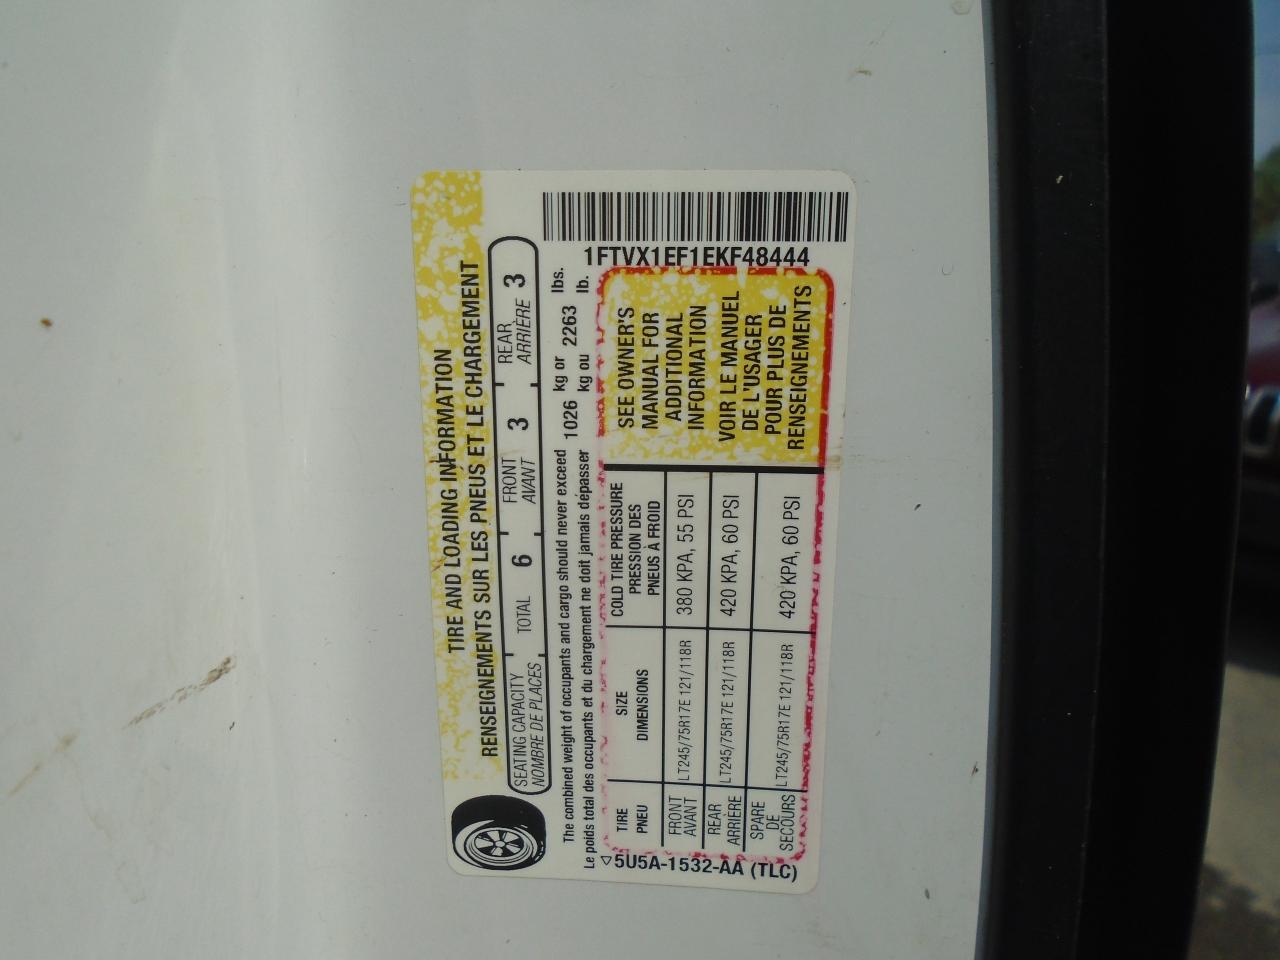 TIRE AND LOADING INFORMATION
RENSEIGNEMENTS SUR LES PNEUS ET LE CHARGEMENT
SEATING CAPACITY TOTAL 6 FRONT 3 REAR 3
NOMBRE DE PLACES AVANT ARRIÈRE
The combined weight of occupants and cargo should never exceed 1026 kg or 2263 lbs.
Le poids total des occupants et du chargement ne doit jamais dépasser kg ou lb.
TIRE SIZE COLD TIRE PRESSURE
PNEU DIMENSIONS PRESSION DES
PNEUS À FROID
FRONT
AVANT LT245/75R17E 121/118R 380 KPA, 55 PSI
REAR
ARRIÈRE LT245/75R17E 121/118R 420 KPA, 60 PSI
SPARE
DE
SECOURS LT245/75R17E 121/118R 420 KPA, 60 PSI
SEE OWNER'S
MANUAL FOR
ADDITIONAL
INFORMATION
VOIR LE MANUEL
DE L'USAGER
POUR PLUS DE
RENSEIGNEMENTS
1FTVX1EF1EKF48444
5U5A-1532-AA (TLC)